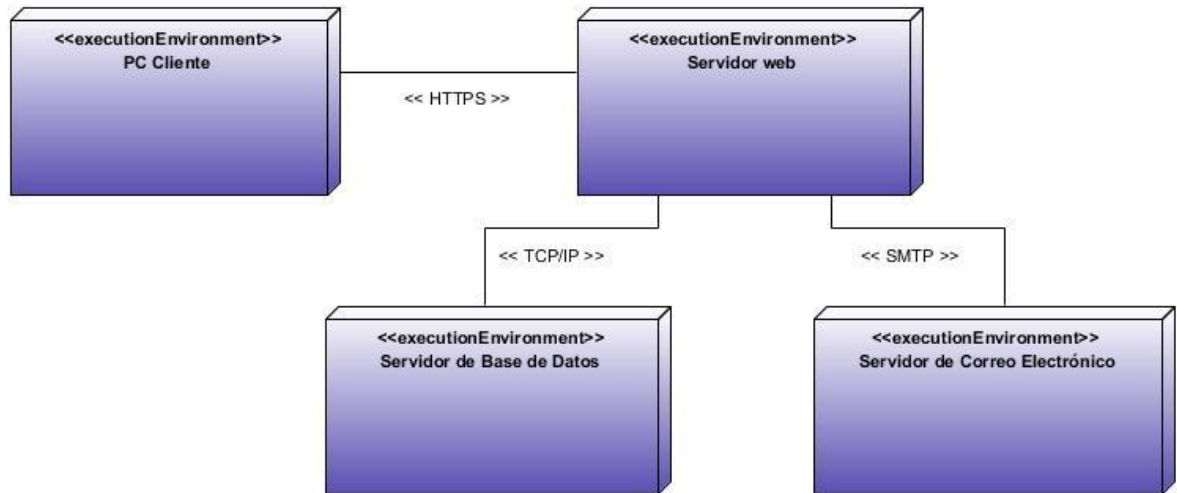 <<executionEnvironment>>
PC Cliente
<<executionEnvironment>>
Servidor web
<< HTTPS >>
<< TCP/IP >>
<< SMTP >>
<<executionEnvironment>>
Servidor de Base de Datos
<<executionEnvironment>>
Servidor de Correo Electrónico